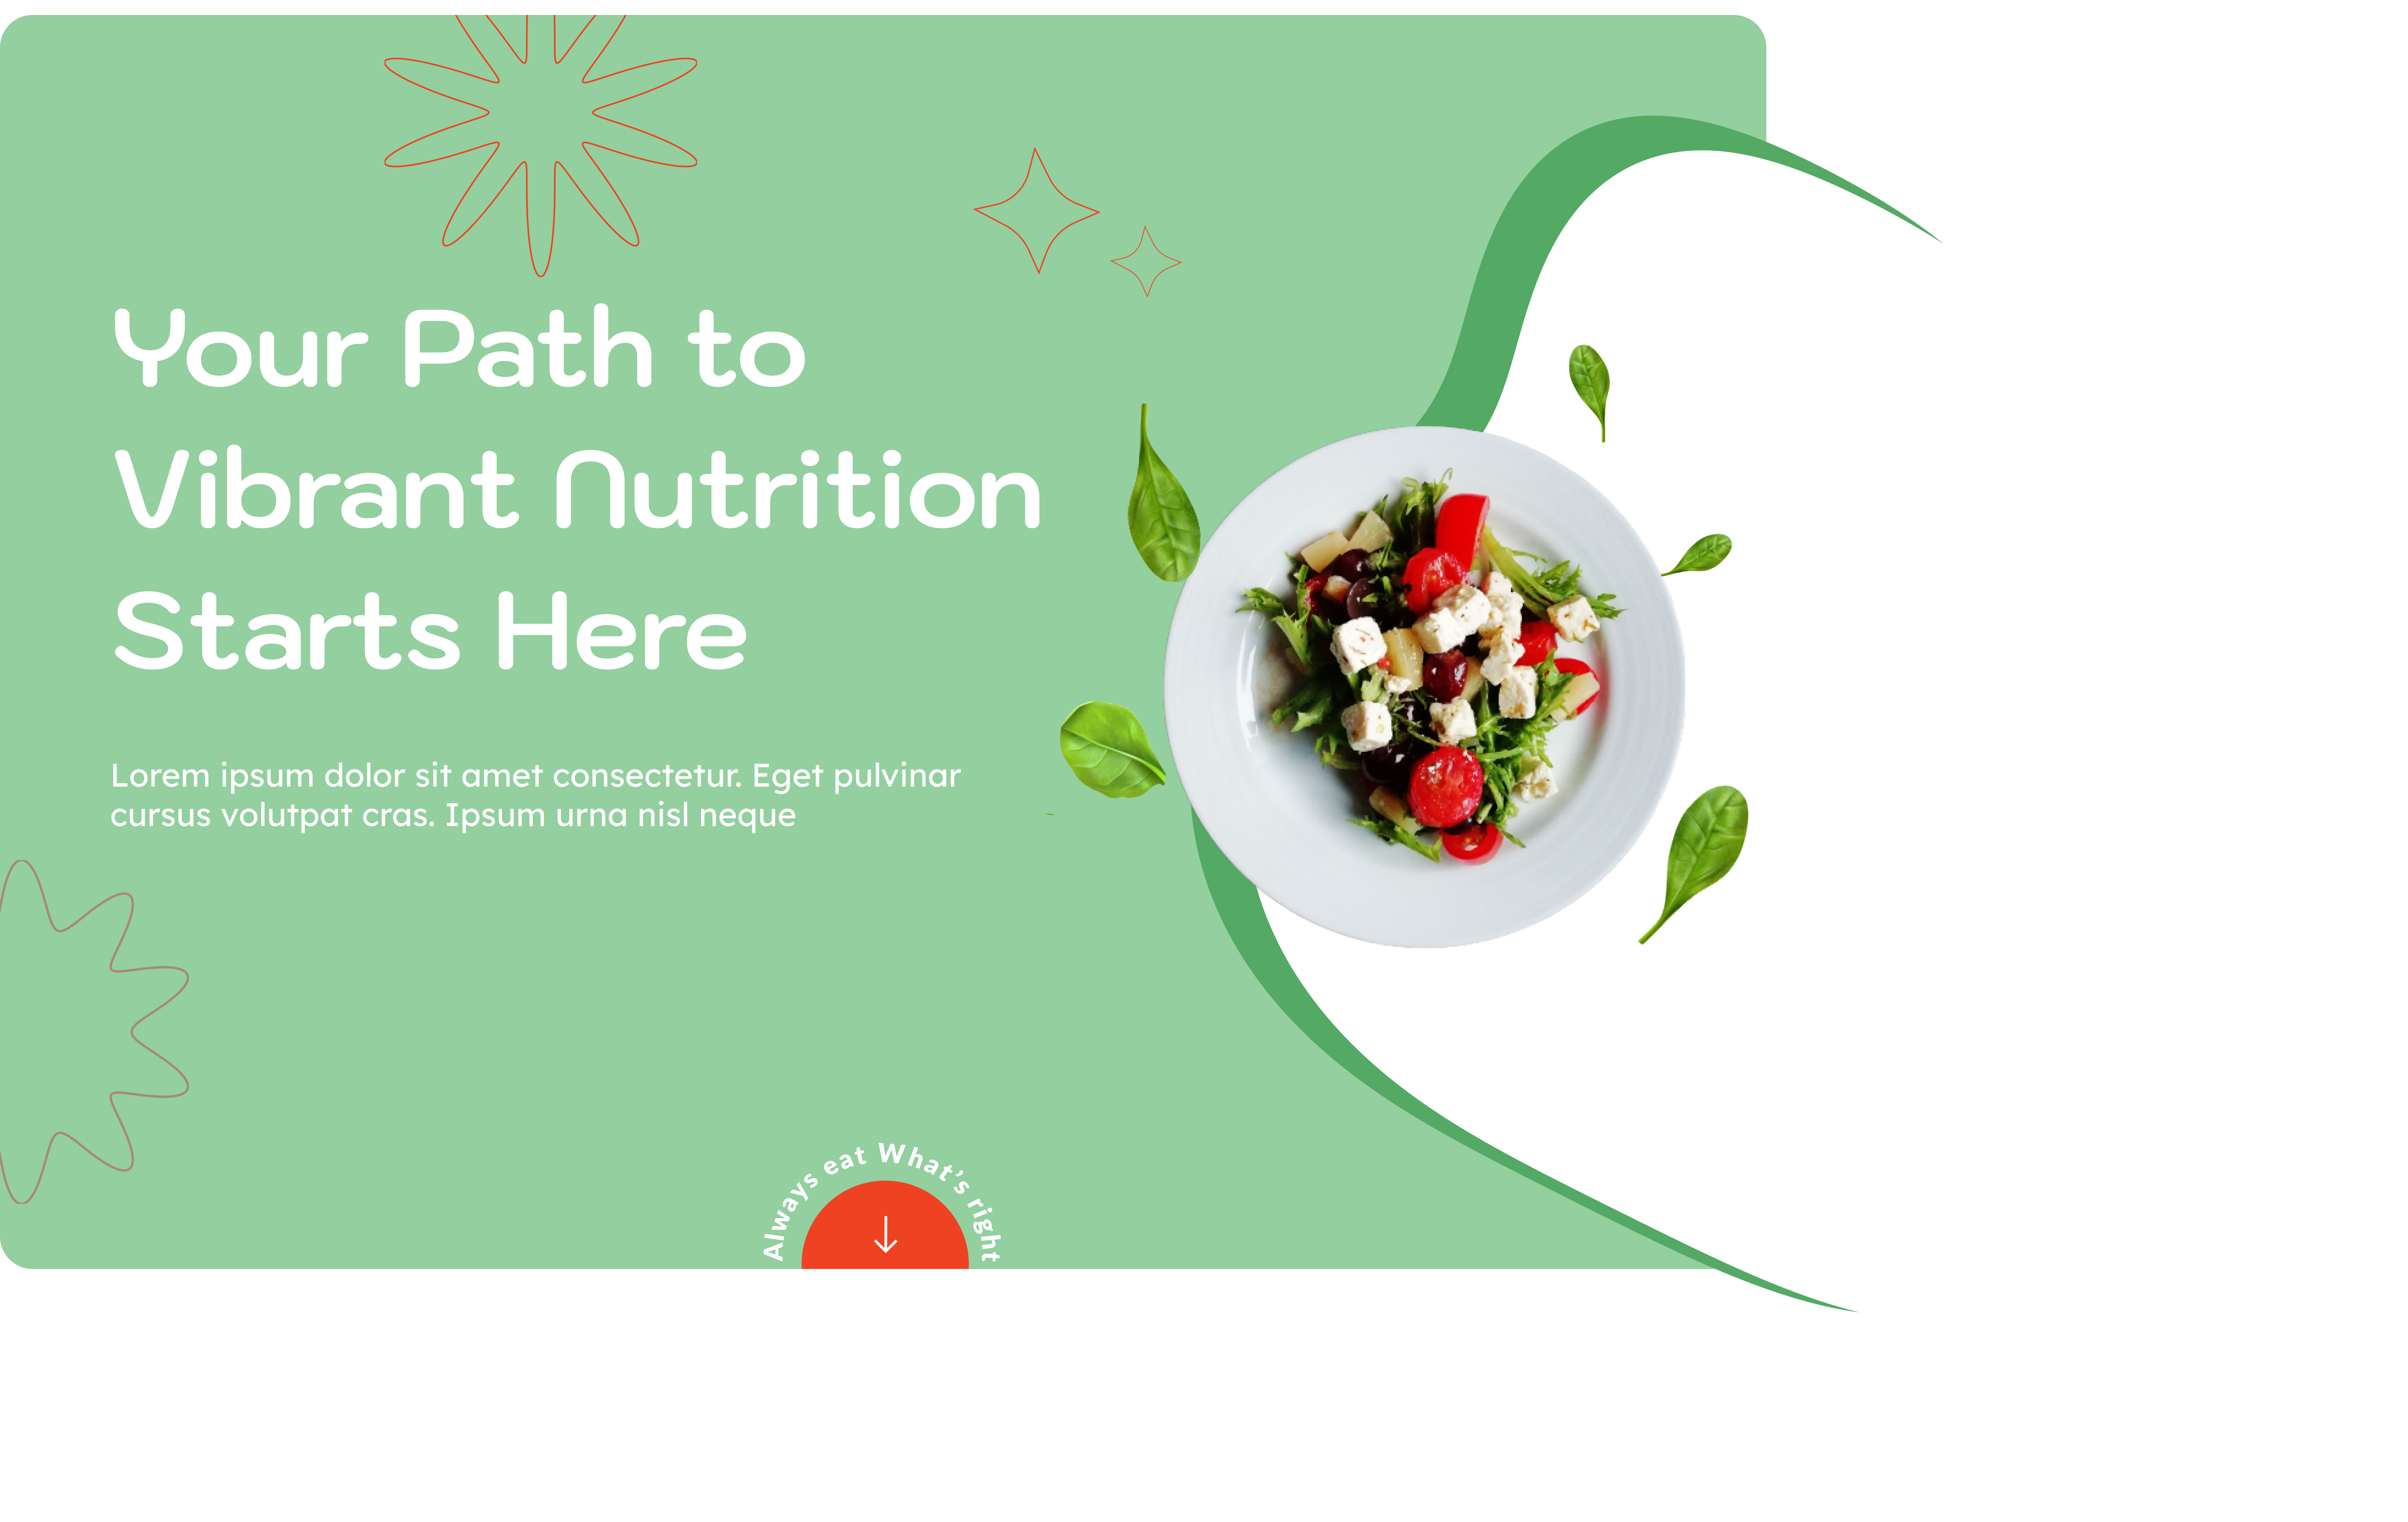 Your Path to
Vibrant Nutrition
Starts Here
Lorem ipsum dolor sit amet consectetur. Eget pulvinar
cursus volutpat cras. Ipsum urna nisl neque
Always eat What's right